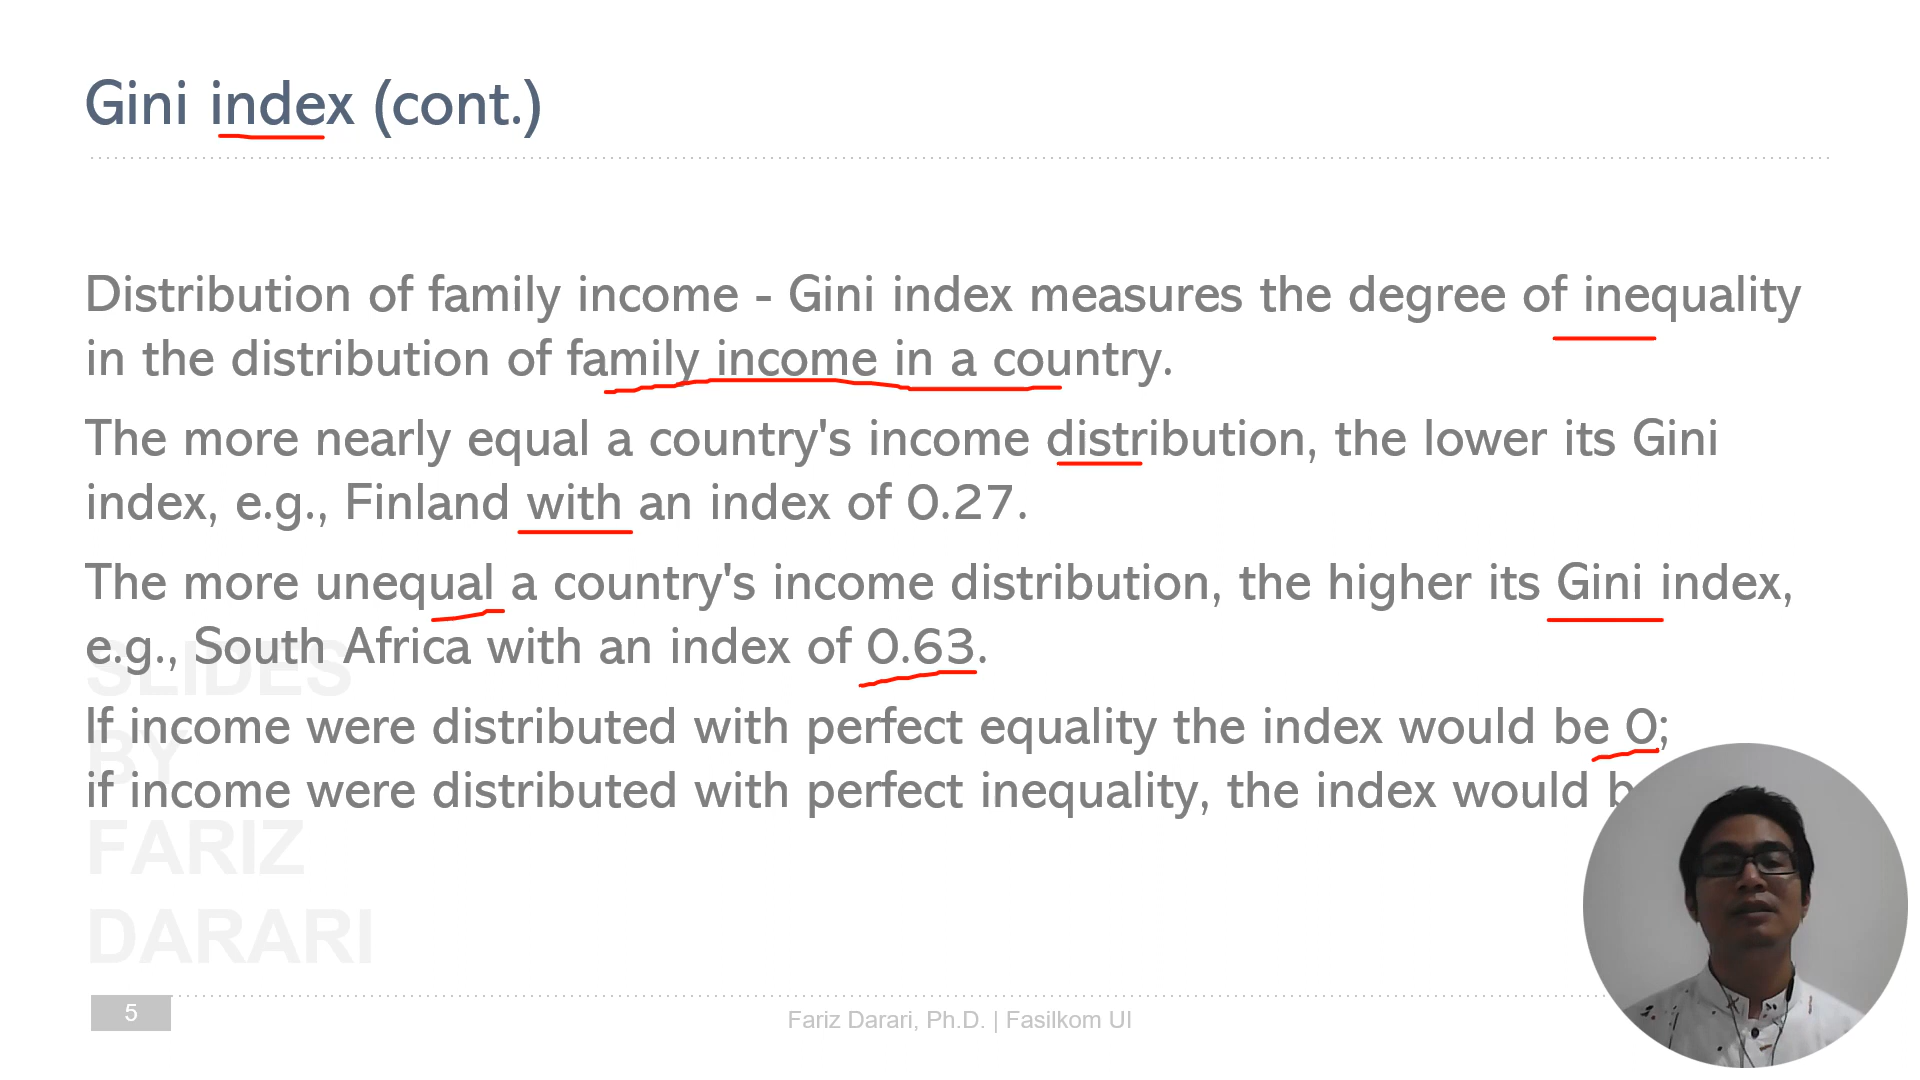 Gini index (cont.)
Distribution of family income - Gini index measures the degree of inequality
in the distribution of family income in a country.
The more nearly equal a country's income distribution, the lower its Gini
index, e.g., Finland with an index of 0.27.
The more unequal a country's income distribution, the higher its Gini index,
e.g., South Africa with an index of 0.63.
If income were distributed with perfect equality the index would be 0;
if income were distributed with perfect inequality, the index would
SLIDES
BY
FARIZ
DARARI
5
Fariz Darari, Ph.D. | Fasilkom UI